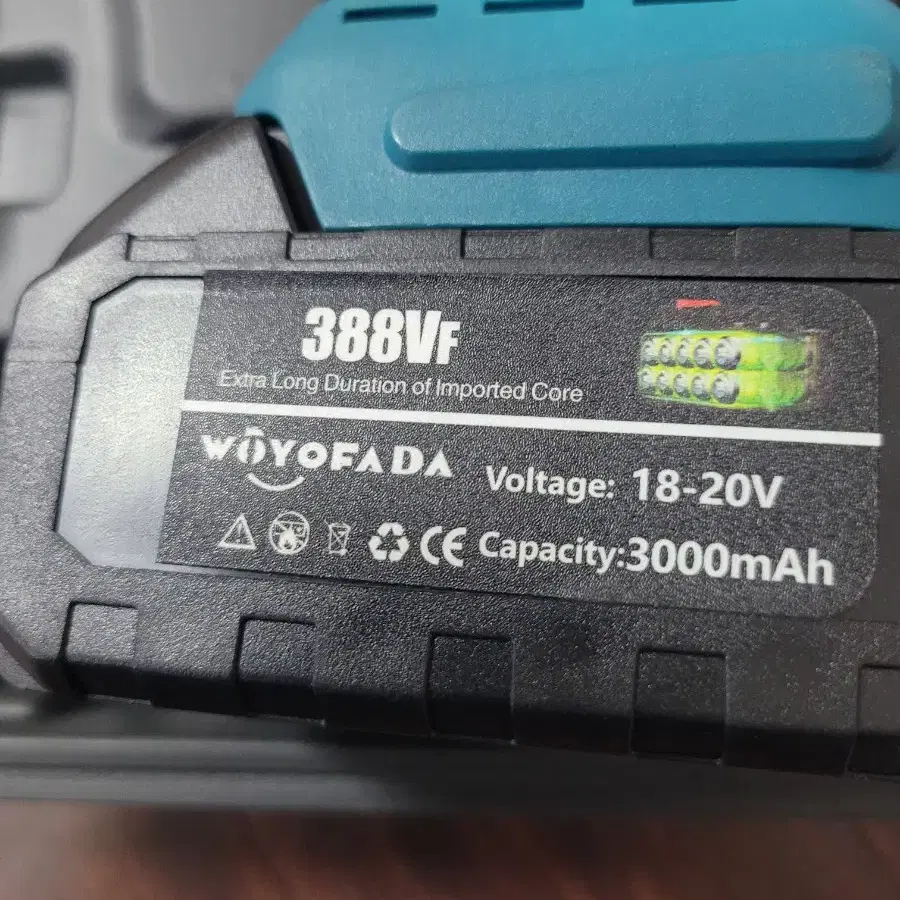 388VF
Extra Long Duration of Imported Core
WOYOFADA
Voltage: 18-20V
CE Capacity:3000mAh